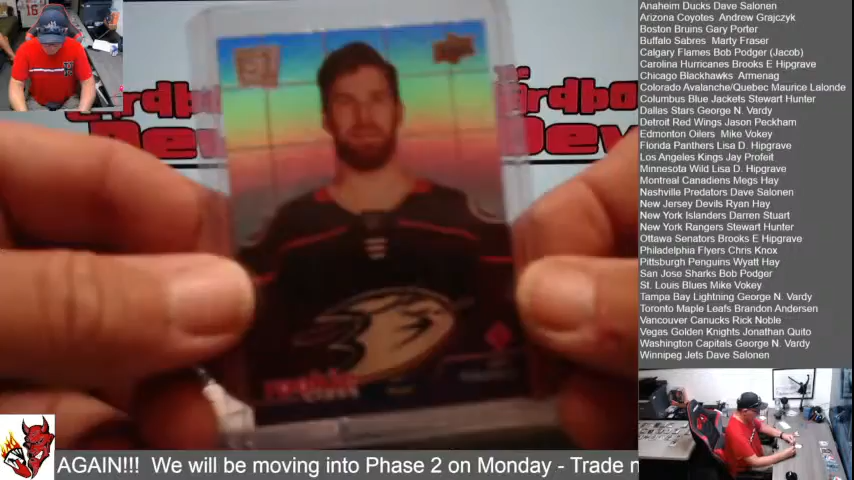 Anaheim Ducks Dave Salonen
Arizona Coyotes Andrew Grajczyk
Boston Bruins Gary Porter
Buffalo Sabres Marty Fraser
Calgary Flames Bob Podger (Jacob)
Carolina Hurricanes Brooks E Hipgrave
Chicago Blackhawks Armenag
Colorado Avalanche/Quebec Maurice Lalonde
Columbus Blue Jackets Stewart Hunter
Dallas Stars George N. Vardy
Detroit Red Wings Jason Peckham
Edmonton Oilers Mike Vokey
Florida Panthers Lisa D. Hipgrave
Los Angeles Kings Jay Profeit
Minnesota Wild Lisa D. Hipgrave
Montreal Canadiens Megs Hay
Nashville Predators Dave Salonen
New Jersey Devils Ryan Hay
New York Islanders Darren Stuart
New York Rangers Stewart Hunter
Ottawa Senators Brooks E Hipgrave
Philadelphia Flyers Chris Knox
Pittsburgh Penguins Wyatt Hay
San Jose Sharks Bob Podger
St. Louis Blues Mike Vokey
Tampa Bay Lightning George N. Vardy
Toronto Maple Leafs Brandon Andersen
Vancouver Canucks Rick Noble
Vegas Golden Knights Jonathan Quito
Washington Capitals George N. Vardy
Winnipeg Jets Dave Salonen
AGAIN!!! We will be moving into Phase 2 on Monday - Trade